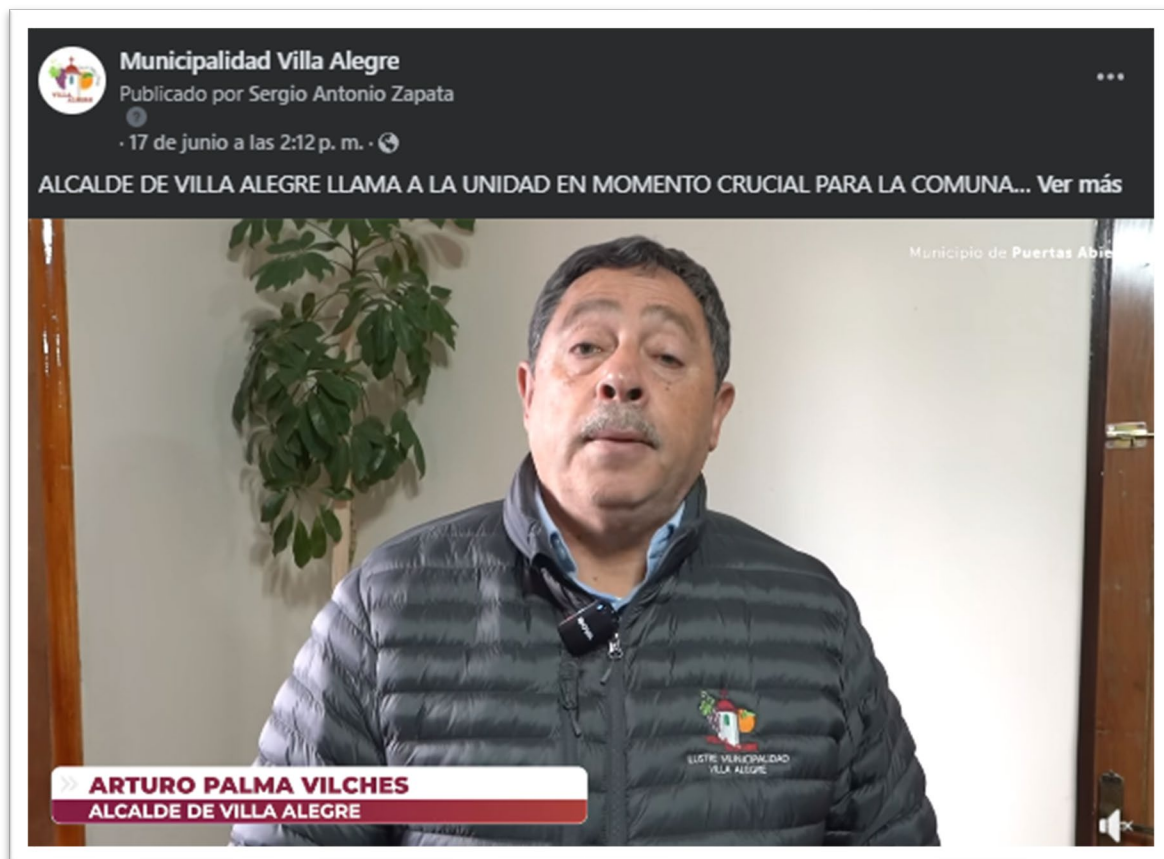 Municipalidad Villa Alegre
Publicado por Sergio Antonio Zapata
· 17 de junio a las 2:12 p. m. ·
ALCALDE DE VILLA ALEGRE LLAMA A LA UNIDAD EN MOMENTO CRUCIAL PARA LA COMUNA... Ver más
Municipio de Puertas Abie
BOYA
ILUSTRE MUNICIPALIDAD
VILLA ALEGRE
ARTURO PALMA VILCHES
ALCALDE DE VILLA ALEGRE